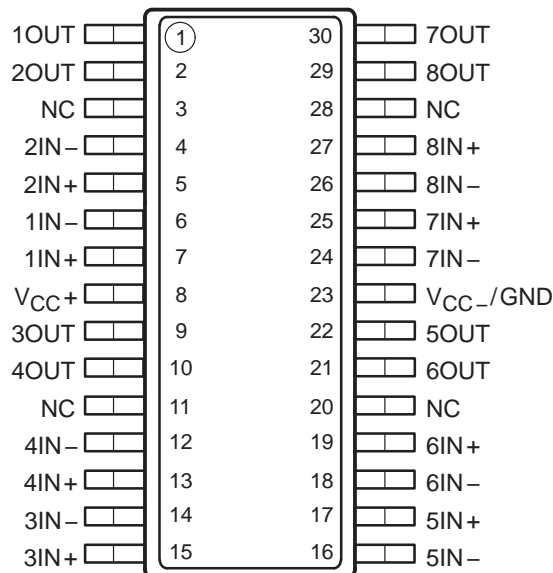 1OUT 1 30 7OUT
2OUT 2 29 8OUT
NC 3 28 NC
2IN− 4 27 8IN+
2IN+ 5 26 8IN−
1IN− 6 25 7IN+
1IN+ 7 24 7IN−
VCC+ 8 23 VCC−/GND
3OUT 9 22 5OUT
4OUT 10 21 6OUT
NC 11 20 NC
4IN− 12 19 6IN+
4IN+ 13 18 6IN−
3IN− 14 17 5IN+
3IN+ 15 16 5IN−